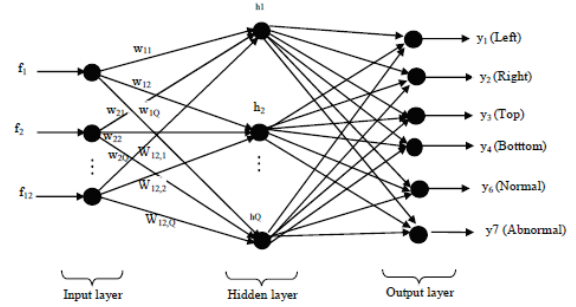 h1
y1 (Left)
w11
f1
w12
y2 (Right)
w21
w1Q
h2
y3 (Top)
f2
w22
y4 (Botttom)
w2Q
W12,1
⋮
⋮
W12,2
y6 (Normal)
f12
W12,Q
hQ
y7 (Abnormal)
Input layer
Hidden layer
Output layer